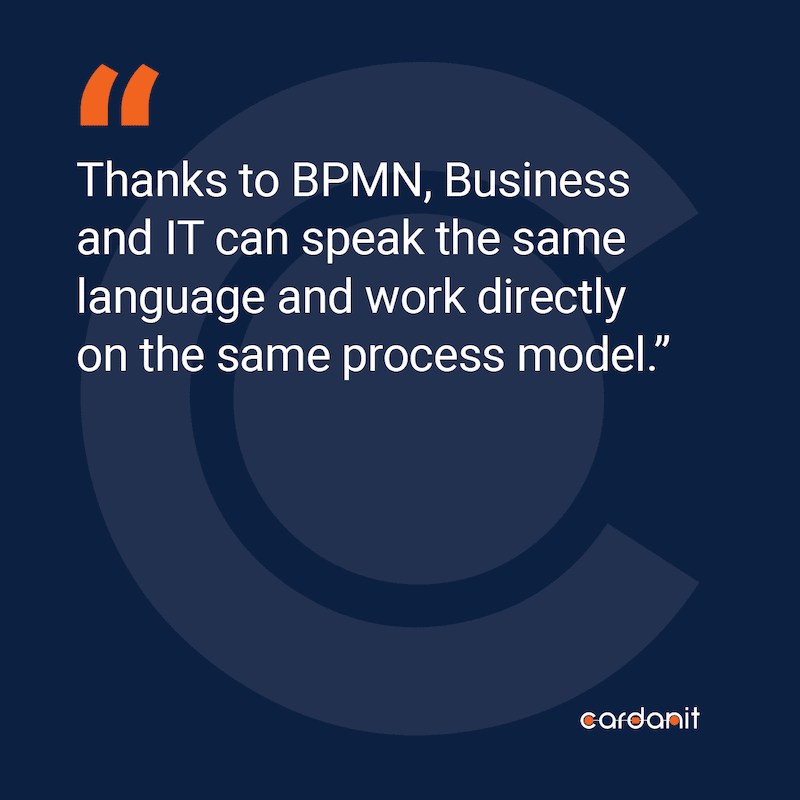 “
Thanks to BPMN, Business
and IT can speak the same
language and work directly
on the same process model.”
cardanit